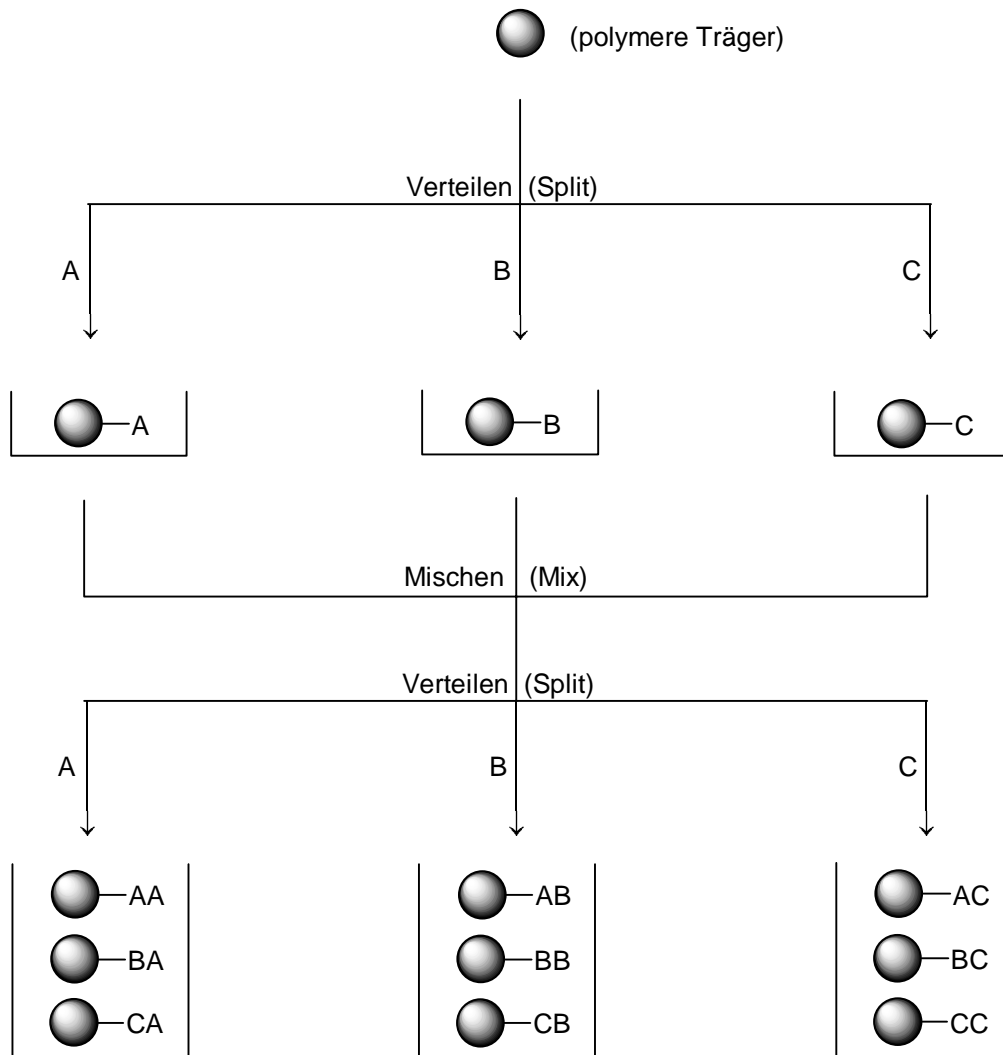 (polymere Träger)
Verteilen (Split)
A B C
A B C
Mischen (Mix)
Verteilen (Split)
A B C
AA AB AC
BA BB BC
CA CB CC